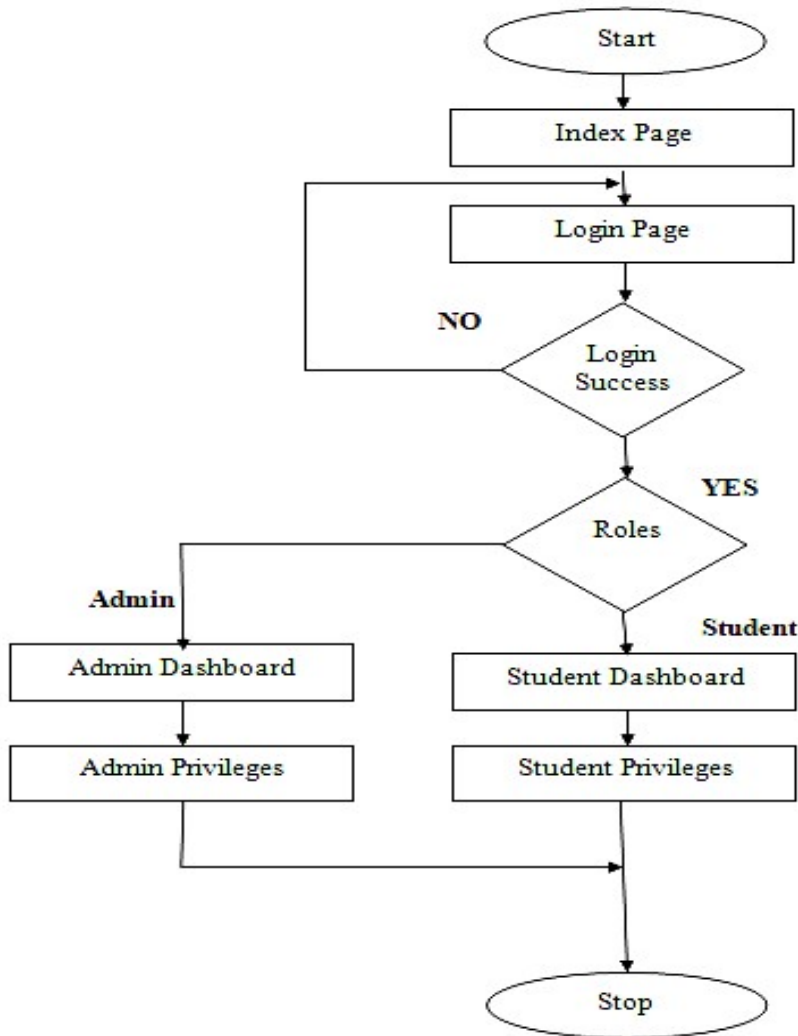 Start
Index Page
Login Page
NO
Login
Success
YES
Roles
Admin
Student
Admin Dashboard
Student Dashboard
Admin Privileges
Student Privileges
Stop